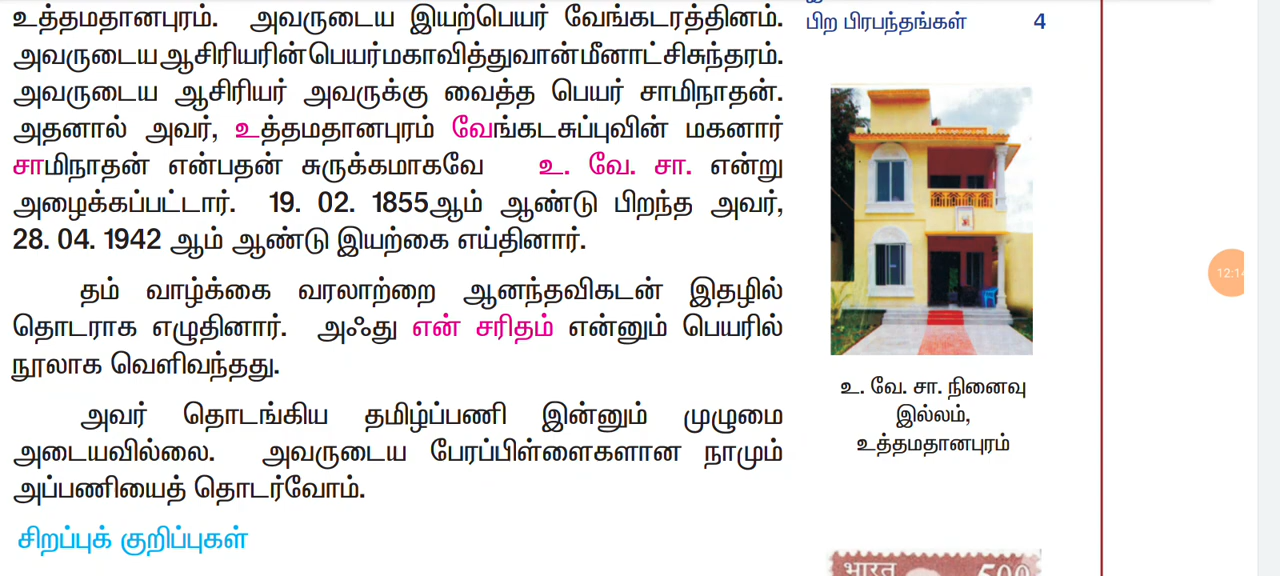 உத்தமதானபுரம். அவருடைய இயற்பெயர் வேங்கடரத்தினம்.
அவருடைய ஆசிரியரின் பெயர் மகாவித்துவான் மீனாட்சிசுந்தரம்.
அவருடைய ஆசிரியர் அவருக்கு வைத்த பெயர் சாமிநாதன்.
அதனால் அவர், உத்தமதானபுரம் வேங்கடசுப்புவின் மகனார்
சாமிநாதன் என்பதன் சுருக்கமாகவே உ. வே. சா. என்று
அழைக்கப்பட்டார். 19. 02. 1855ஆம் ஆண்டு பிறந்த அவர்,
28. 04. 1942 ஆம் ஆண்டு இயற்கை எய்தினார்.
தம் வாழ்க்கை வரலாற்றை ஆனந்தவிகடன் இதழில்
தொடராக எழுதினார். அஃது என் சரிதம் என்னும் பெயரில்
நூலாக வெளிவந்தது.
அவர் தொடங்கிய தமிழ்ப்பணி இன்னும் முழுமை
அடையவில்லை. அவருடைய பேரப்பிள்ளைகளான நாமும்
அப்பணியைத் தொடர்வோம்.
சிறப்புக் குறிப்புகள்
பிற பிரபந்தங்கள் 4
உ. வே. சா. நினைவு
இல்லம்,
உத்தமதானபுரம்
भारत 500
12:14